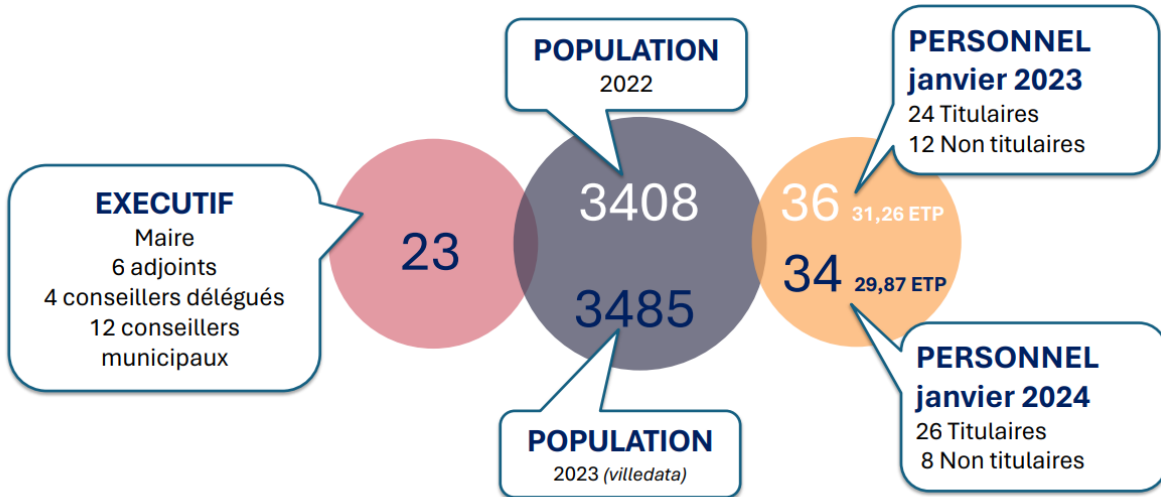 POPULATION
2022
PERSONNEL
janvier 2023
24 Titulaires
12 Non titulaires
EXECUTIF
Maire
6 adjoints
4 conseillers délégués
12 conseillers
municipaux
23
3408
3485
36 31,26 ETP
34 29,87 ETP
POPULATION
2023 (villedata)
PERSONNEL
janvier 2024
26 Titulaires
8 Non titulaires